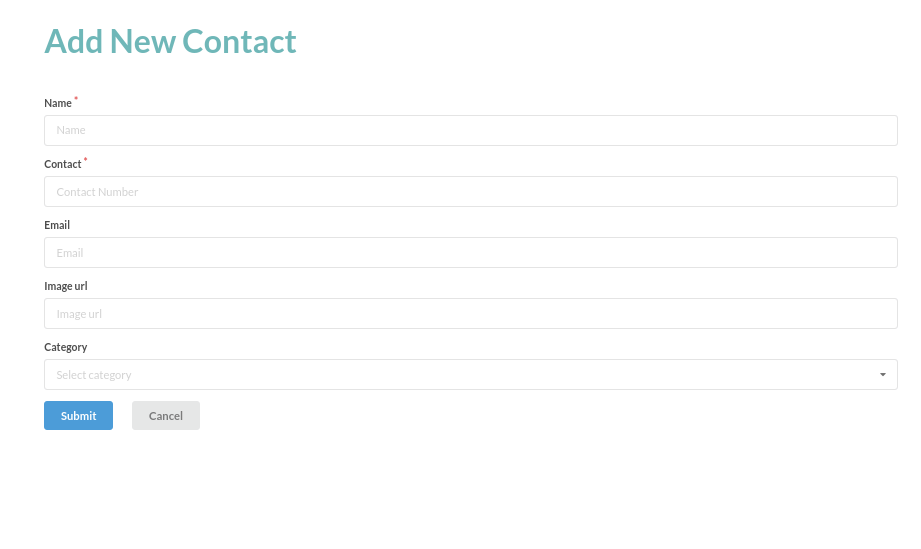 Add New Contact
Name *
Name
Contact *
Contact Number
Email
Email
Image url
Image url
Category
Select category
Submit Cancel